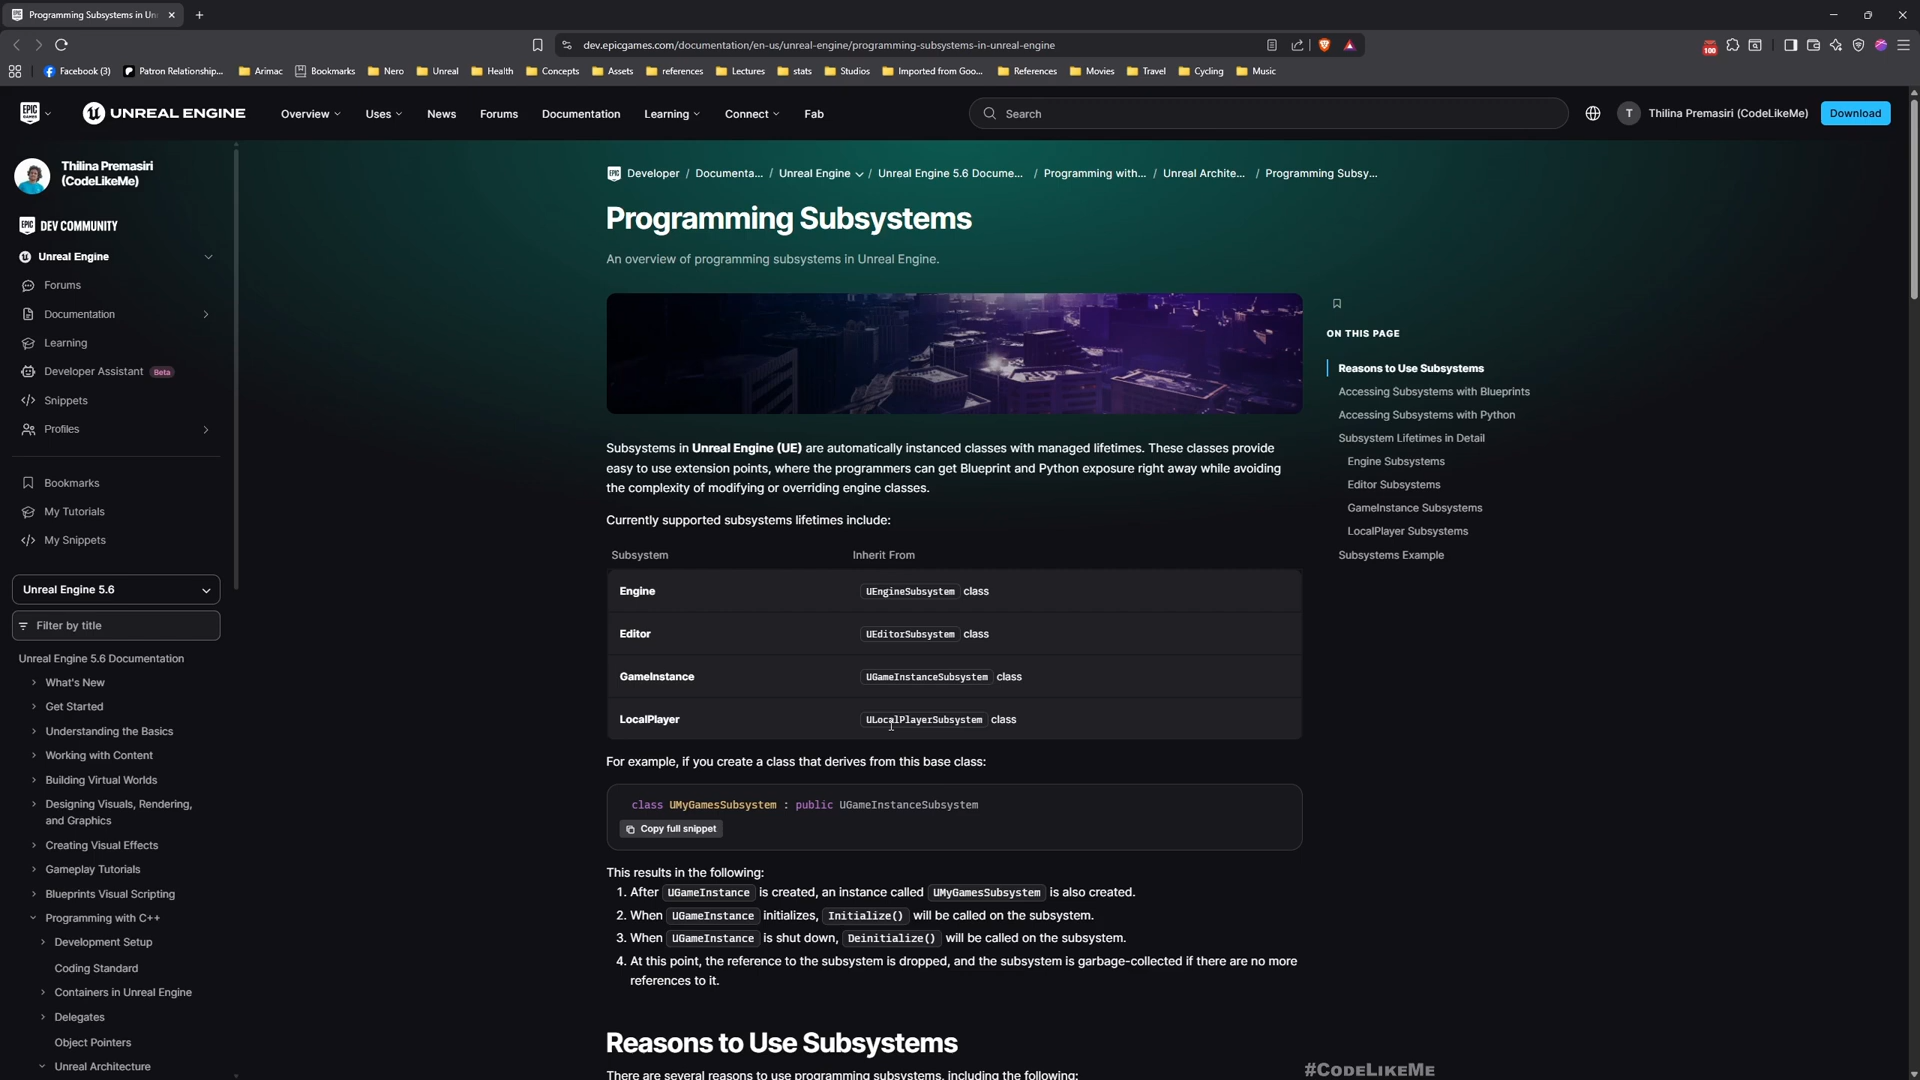 Programming Subsystems in Un
dev.epicgames.com/documentation/en-us/unreal-engine/programming-subsystems-in-unreal-engine
100
Facebook (3)
Patron Relationship...
Arimac
Bookmarks
Nero
Unreal
Health
Concepts
Assets
references
Lectures
stats
Studios
Imported from Goo...
References
Movies
Travel
Cycling
Music
EPIC GAMES
UNREAL ENGINE
Overview
Uses
News
Forums
Documentation
Learning
Connect
Fab
Search
T
Thilina Premasiri (CodeLikeMe)
Download
Thilina Premasiri
(CodeLikeMe)
EPIC DEV COMMUNITY
Unreal Engine
Forums
Documentation
Learning
Developer Assistant Beta
Snippets
Profiles
Bookmarks
My Tutorials
My Snippets
Unreal Engine 5.6
Filter by title
Unreal Engine 5.6 Documentation
What's New
Get Started
Understanding the Basics
Working with Content
Building Virtual Worlds
Designing Visuals, Rendering,
and Graphics
Creating Visual Effects
Gameplay Tutorials
Blueprints Visual Scripting
Programming with C++
Development Setup
Coding Standard
Containers in Unreal Engine
Delegates
Object Pointers
Unreal Architecture
EPIC Developer / Documenta... / Unreal Engine / Unreal Engine 5.6 Docume... / Programming with... / Unreal Archite... / Programming Subsy...
Programming Subsystems
An overview of programming subsystems in Unreal Engine.
Subsystems in Unreal Engine (UE) are automatically instanced classes with managed lifetimes. These classes provide
easy to use extension points, where the programmers can get Blueprint and Python exposure right away while avoiding
the complexity of modifying or overriding engine classes.
Currently supported subsystems lifetimes include:
Subsystem Inherit From
Engine UEngineSubsystem class
Editor UEditorSubsystem class
GameInstance UGameInstanceSubsystem class
LocalPlayer ULocalPlayerSubsystem class
For example, if you create a class that derives from this base class:
class UMyGamesSubsystem : public UGameInstanceSubsystem
Copy full snippet
This results in the following:
1. After UGameInstance is created, an instance called UMyGamesSubsystem is also created.
2. When UGameInstance initializes, Initialize() will be called on the subsystem.
3. When UGameInstance is shut down, Deinitialize() will be called on the subsystem.
4. At this point, the reference to the subsystem is dropped, and the subsystem is garbage-collected if there are no more
references to it.
Reasons to Use Subsystems
There are several reasons to use programming subsystems, including the following:
ON THIS PAGE
Reasons to Use Subsystems
Accessing Subsystems with Blueprints
Accessing Subsystems with Python
Subsystem Lifetimes in Detail
Engine Subsystems
Editor Subsystems
GameInstance Subsystems
LocalPlayer Subsystems
Subsystems Example
#CODELIKEME